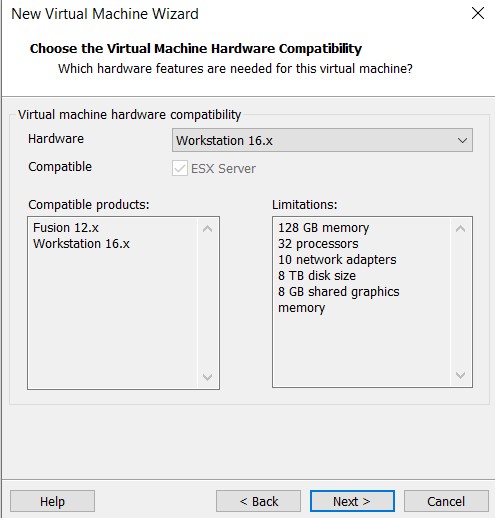 New Virtual Machine Wizard
Choose the Virtual Machine Hardware Compatibility
Which hardware features are needed for this virtual machine?
Virtual machine hardware compatibility
Hardware
Workstation 16.x
Compatible
ESX Server
Compatible products:
Fusion 12.x
Workstation 16.x
Limitations:
128 GB memory
32 processors
10 network adapters
8 TB disk size
8 GB shared graphics
memory
Help
< Back
Next >
Cancel